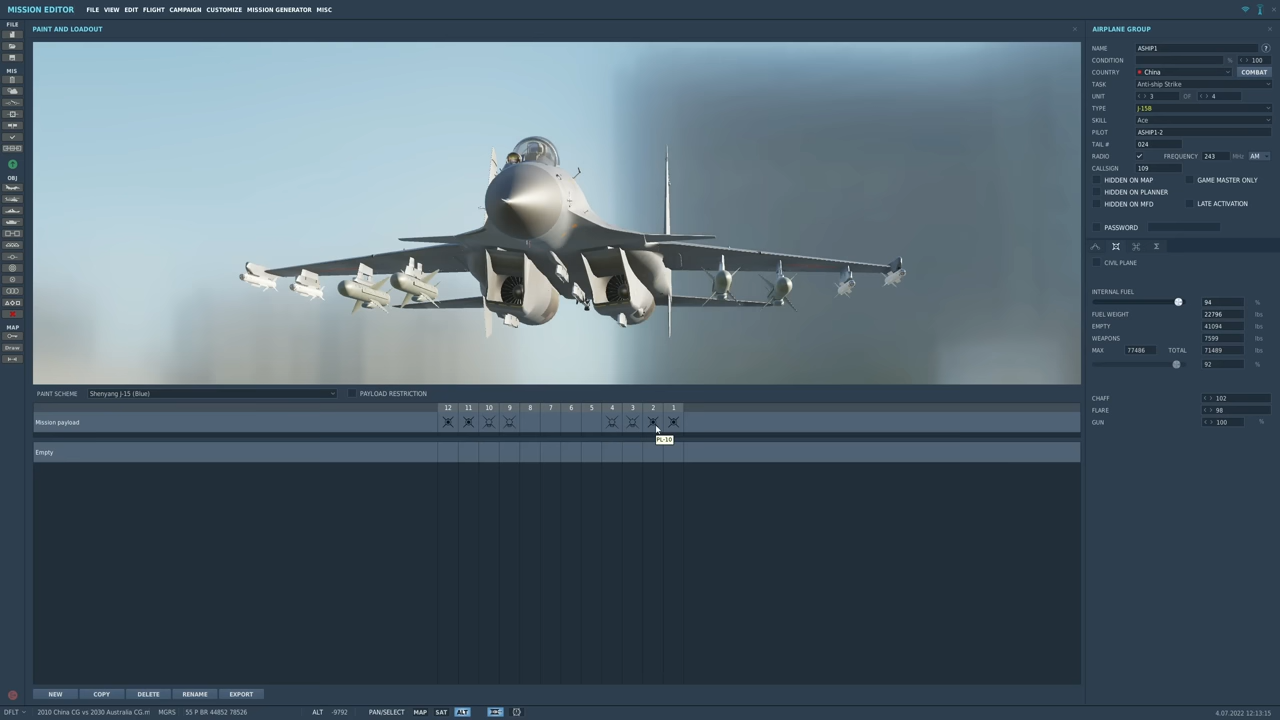 MISSION EDITOR FILE VIEW EDIT FLIGHT CAMPAIGN CUSTOMIZE MISSION GENERATOR MISC
FILE
MIS
OBJ
MAP
Draw
PAINT AND LOADOUT
PAINT SCHEME Shenyang J-15 (Blue) PAYLOAD RESTRICTION
12 11 10 9 8 7 6 5 4 3 2 1
Mission payload
PL-10
Empty
NEW COPY DELETE RENAME EXPORT
AIRPLANE GROUP
NAME ASHIP1 ?
CONDITION % < > 100
COUNTRY China COMBAT
TASK Anti-ship Strike
UNIT < > 3 OF < > 4
TYPE J-15B
SKILL Ace
PILOT ASHIP1-2
TAIL # 024
RADIO FREQUENCY 243 MHz AM
CALLSIGN 109
HIDDEN ON MAP GAME MASTER ONLY
HIDDEN ON PLANNER
HIDDEN ON MFD LATE ACTIVATION
PASSWORD
CIVIL PLANE
INTERNAL FUEL
94 %
FUEL WEIGHT 22796 lbs
EMPTY 41094 lbs
WEAPONS 7599 lbs
MAX 77486 TOTAL 71489 lbs
92 %
CHAFF < > 102
FLARE < > 98
GUN < > 100 %
DFLT 2010 China CG vs 2030 Australia CG.m MGRS 55 P BR 44852 78526 ALT -9792 PAN/SELECT MAP SAT ALT 4.07.2022 12:13:15